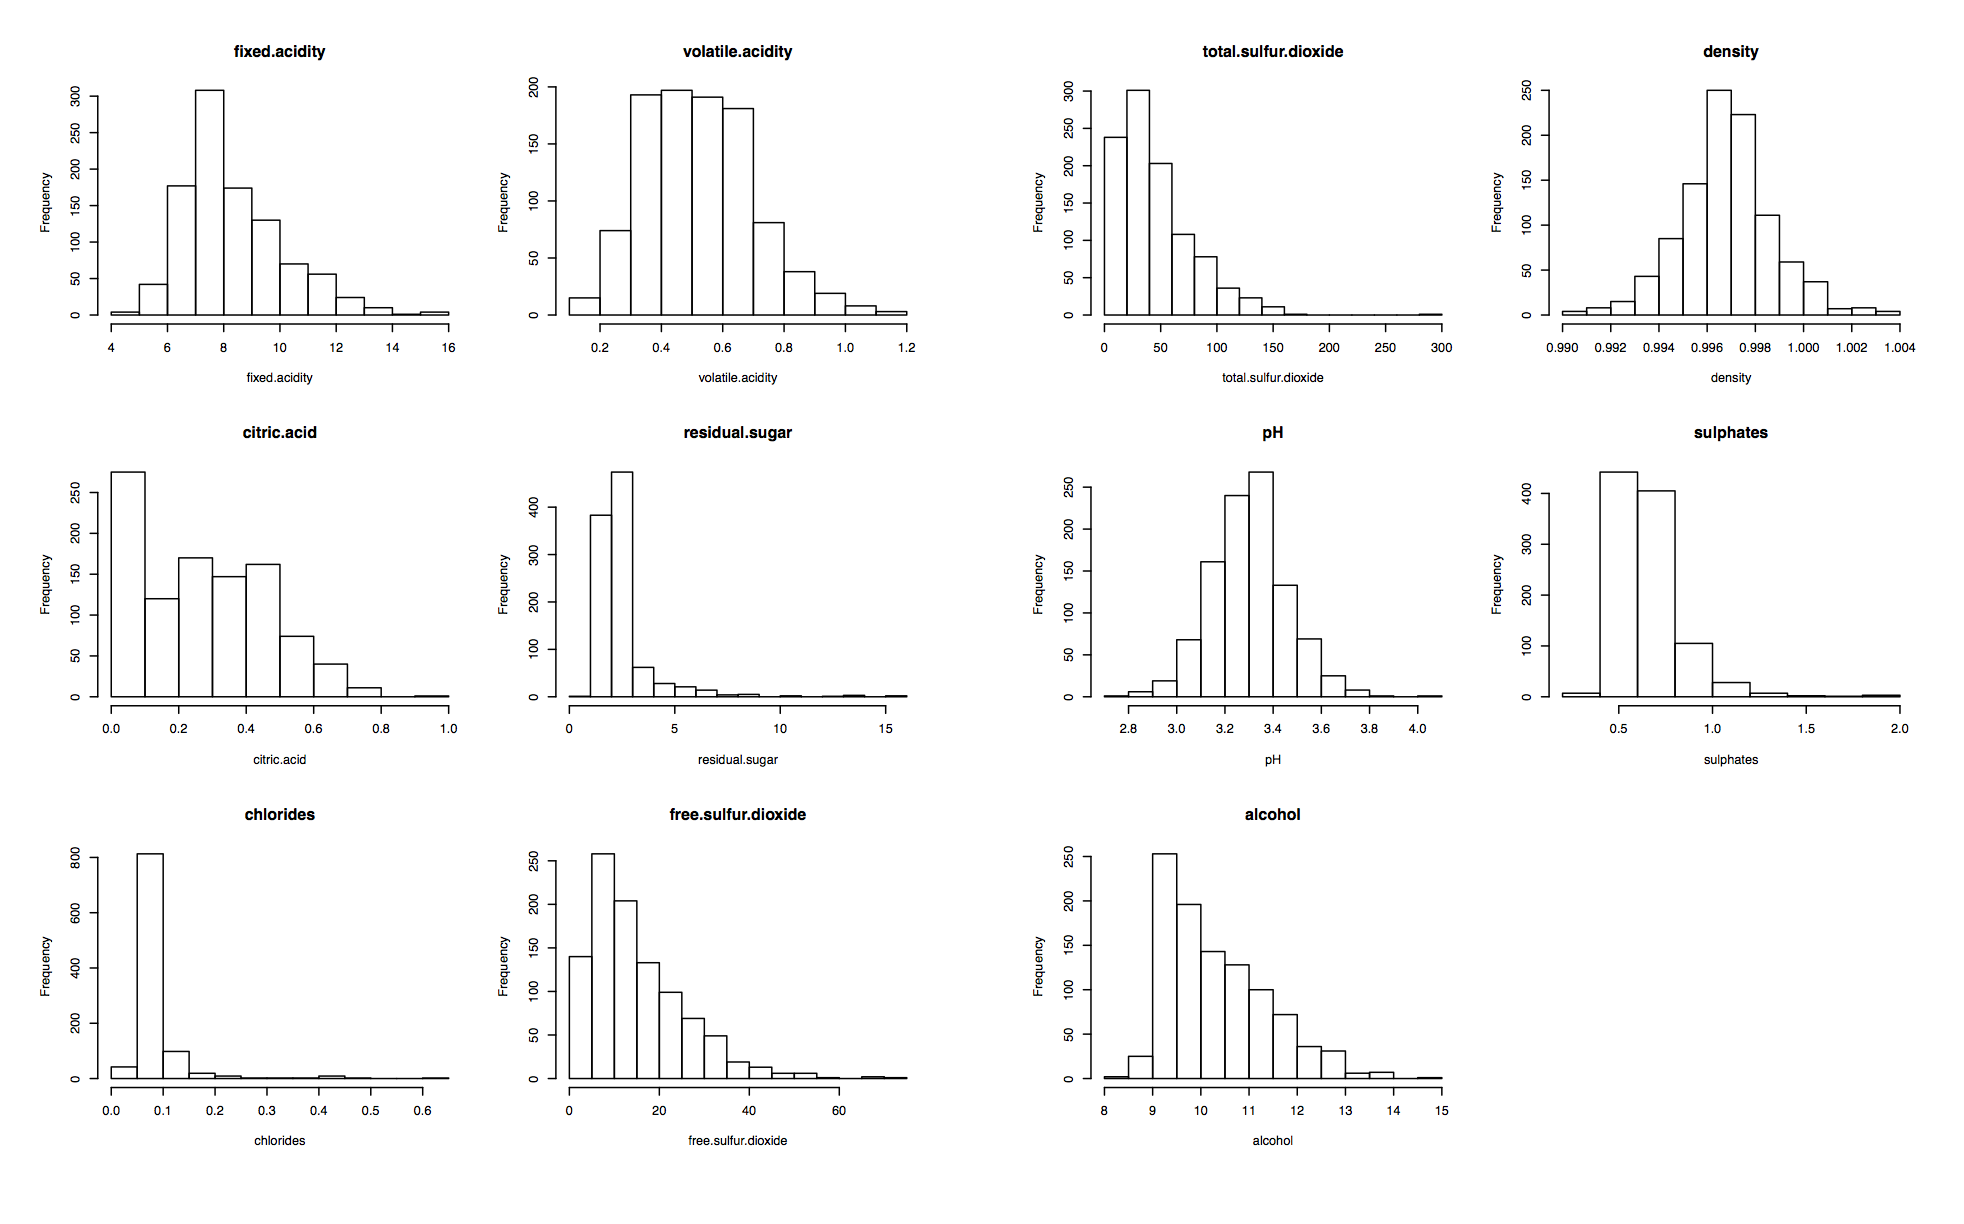 fixed.acidity
Frequency
0 50 100 150 200 250 300
4 6 8 10 12 14 16
fixed.acidity
volatile.acidity
Frequency
0 50 100 150 200
0.2 0.4 0.6 0.8 1.0 1.2
volatile.acidity
total.sulfur.dioxide
Frequency
0 50 100 150 200 250 300
0 50 100 150 200 250 300
total.sulfur.dioxide
density
Frequency
0 50 100 150 200 250
0.990 0.992 0.994 0.996 0.998 1.000 1.002 1.004
density
citric.acid
Frequency
0 50 100 150 200 250
0.0 0.2 0.4 0.6 0.8 1.0
citric.acid
residual.sugar
Frequency
0 100 200 300 400
0 5 10 15
residual.sugar
pH
Frequency
0 50 100 150 200 250
2.8 3.0 3.2 3.4 3.6 3.8 4.0
pH
sulphates
Frequency
0 100 200 300 400
0.5 1.0 1.5 2.0
sulphates
chlorides
Frequency
0 200 400 600 800
0.0 0.1 0.2 0.3 0.4 0.5 0.6
chlorides
free.sulfur.dioxide
Frequency
0 50 100 150 200 250
0 20 40 60
free.sulfur.dioxide
alcohol
Frequency
0 50 100 150 200 250
8 9 10 11 12 13 14 15
alcohol